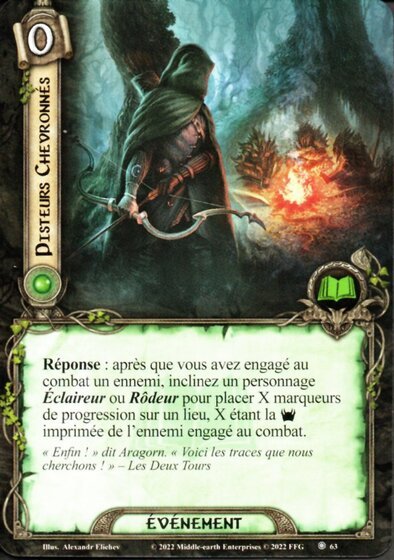 0
PISTEURS CHEVRONNÉS
Réponse : après que vous avez engagé au
combat un ennemi, inclinez un personnage
Éclaireur ou Rôdeur pour placer X marqueurs
de progression sur un lieu, X étant la
imprimée de l'ennemi engagé au combat.
« Enfin ! » dit Aragorn. « Voici les traces que nous
cherchons ! » – Les Deux Tours
ÉVÉNEMENT
Illus. Alexandr Elichev © 2022 Middle-earth Enterprises © 2022 FFG 63